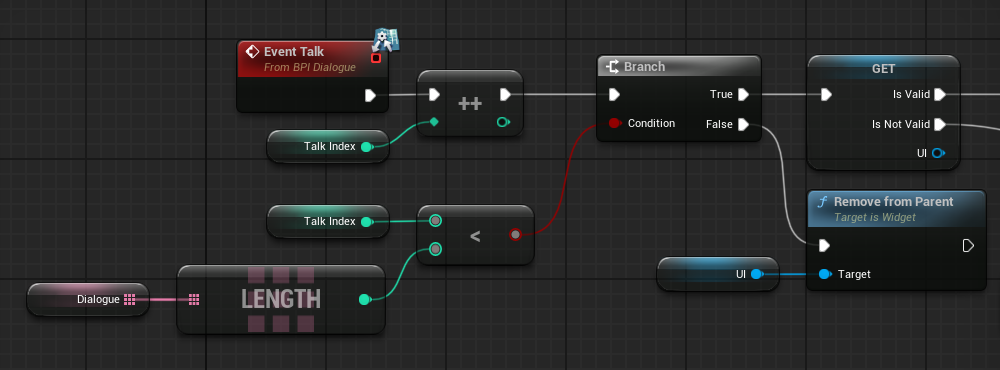 Event Talk
From BPI Dialogue
++
Talk Index
Branch
True
Condition
False
GET
Is Valid
Is Not Valid
UI
Talk Index
<
Dialogue
LENGTH
Remove from Parent
Target is Widget
UI
Target